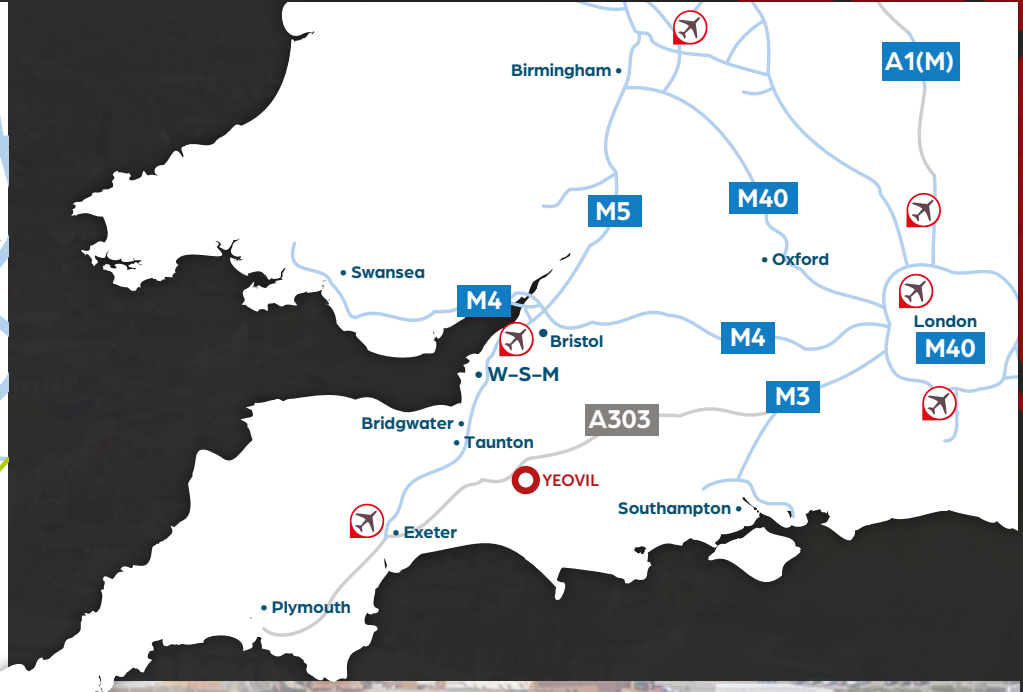 A1(M)
Birmingham
M40
M5
Oxford
Swansea
M4
London
M4
Bristol
M40
W-S-M
M3
A303
Bridgwater
Taunton
YEOVIL
Southampton
Exeter
Plymouth